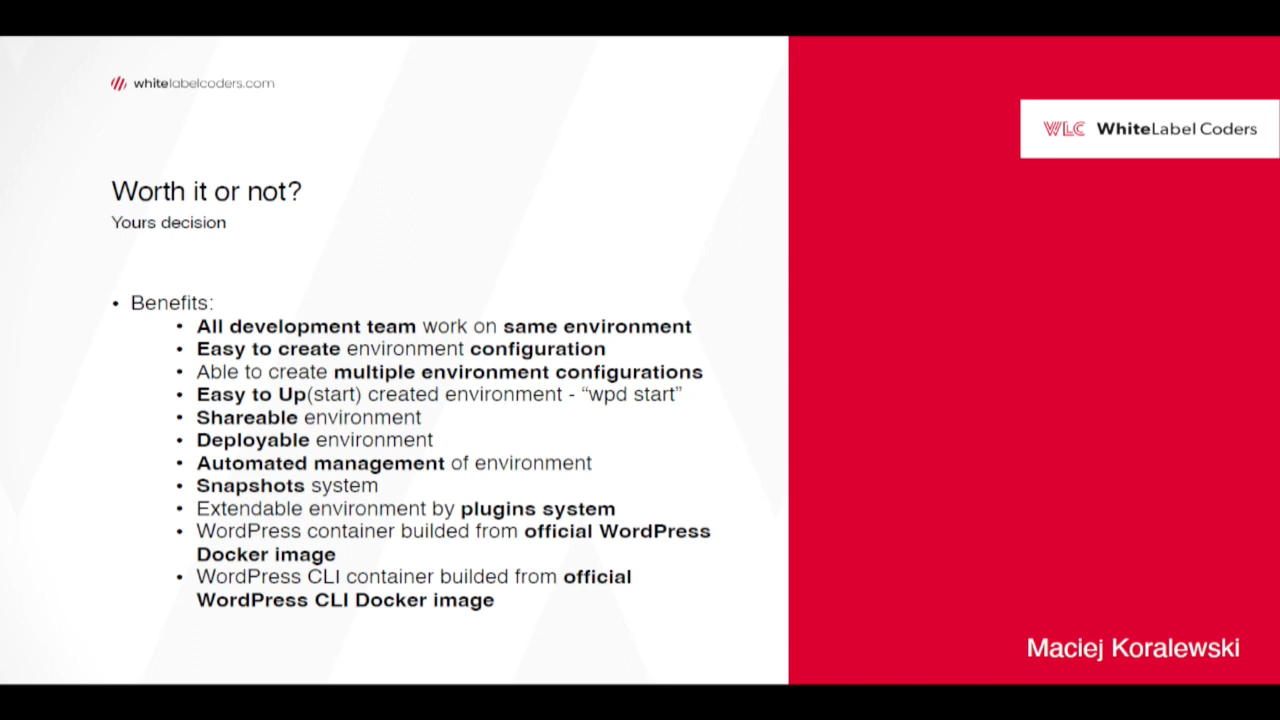 whitelabelcoders.com
WLC WhiteLabel Coders
Worth it or not?
Yours decision
• Benefits:
• All development team work on same environment
• Easy to create environment configuration
• Able to create multiple environment configurations
• Easy to Up(start) created environment - “wpd start”
• Shareable environment
• Deployable environment
• Automated management of environment
• Snapshots system
• Extendable environment by plugins system
• WordPress container builded from official WordPress
Docker image
• WordPress CLI container builded from official
WordPress CLI Docker image
Maciej Koralewski